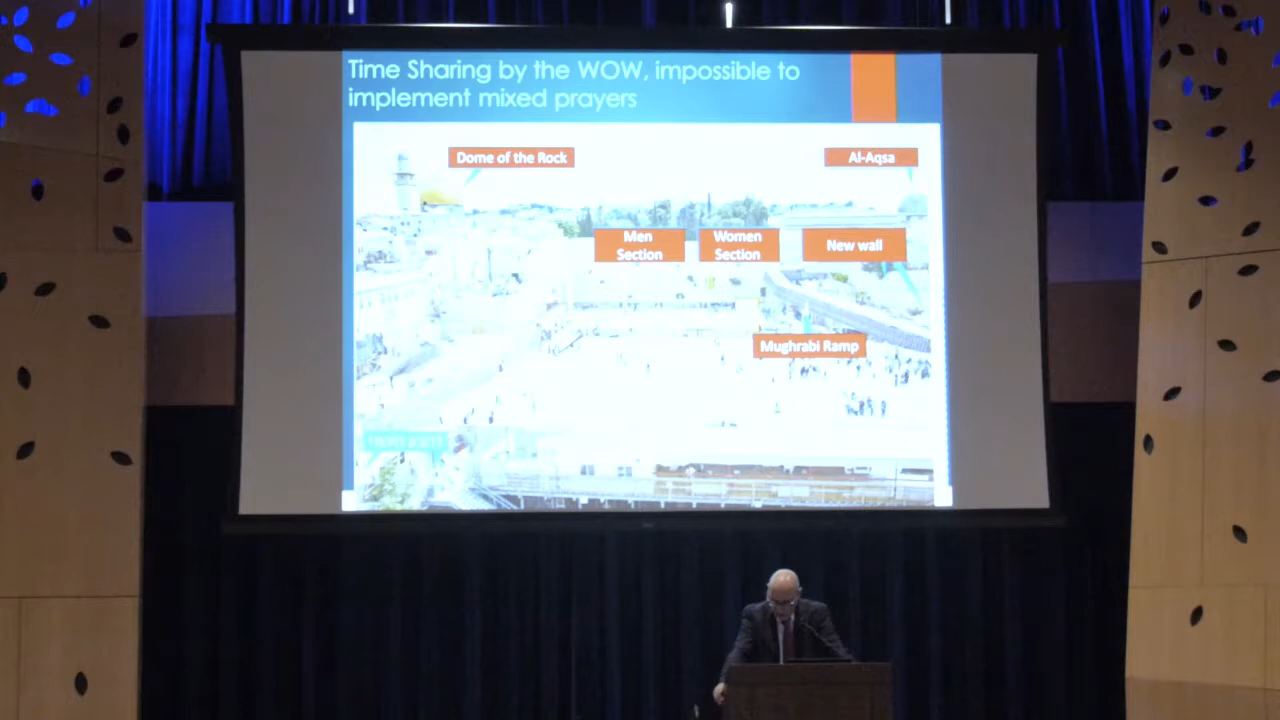 Time Sharing by the WOW, impossible to
implement mixed prayers
Dome of the Rock
Al-Aqsa
Men
Section
Women
Section
New wall
Mughrabi Ramp